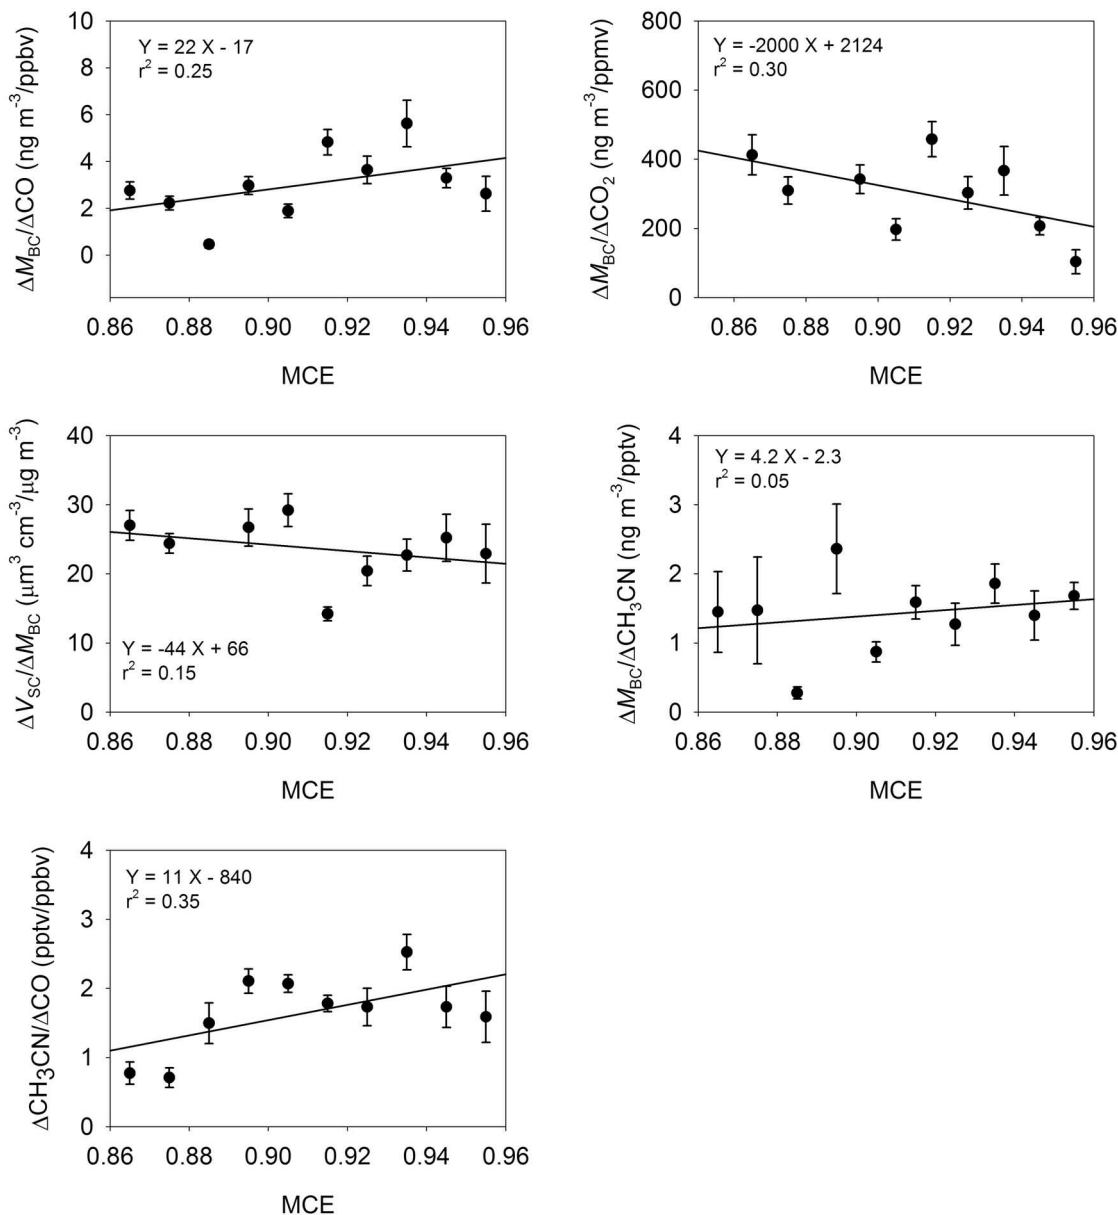 Y = 22 X - 17
r² = 0.25
ΔM_BC/ΔCO (ng m⁻³/ppbv)
10
8
6
4
2
0
0.86 0.88 0.90 0.92 0.94 0.96
MCE
Y = -2000 X + 2124
r² = 0.30
ΔM_BC/ΔCO₂ (ng m⁻³/ppmv)
800
600
400
200
0
0.86 0.88 0.90 0.92 0.94 0.96
MCE
Y = -44 X + 66
r² = 0.15
ΔV_SC/ΔM_BC (μm³ cm⁻³/μg m⁻³)
40
30
20
10
0
0.86 0.88 0.90 0.92 0.94 0.96
MCE
Y = 4.2 X - 2.3
r² = 0.05
ΔM_BC/ΔCH₃CN (ng m⁻³/pptv)
4
3
2
1
0
0.86 0.88 0.90 0.92 0.94 0.96
MCE
Y = 11 X - 840
r² = 0.35
ΔCH₃CN/ΔCO (pptv/ppbv)
4
3
2
1
0
0.86 0.88 0.90 0.92 0.94 0.96
MCE